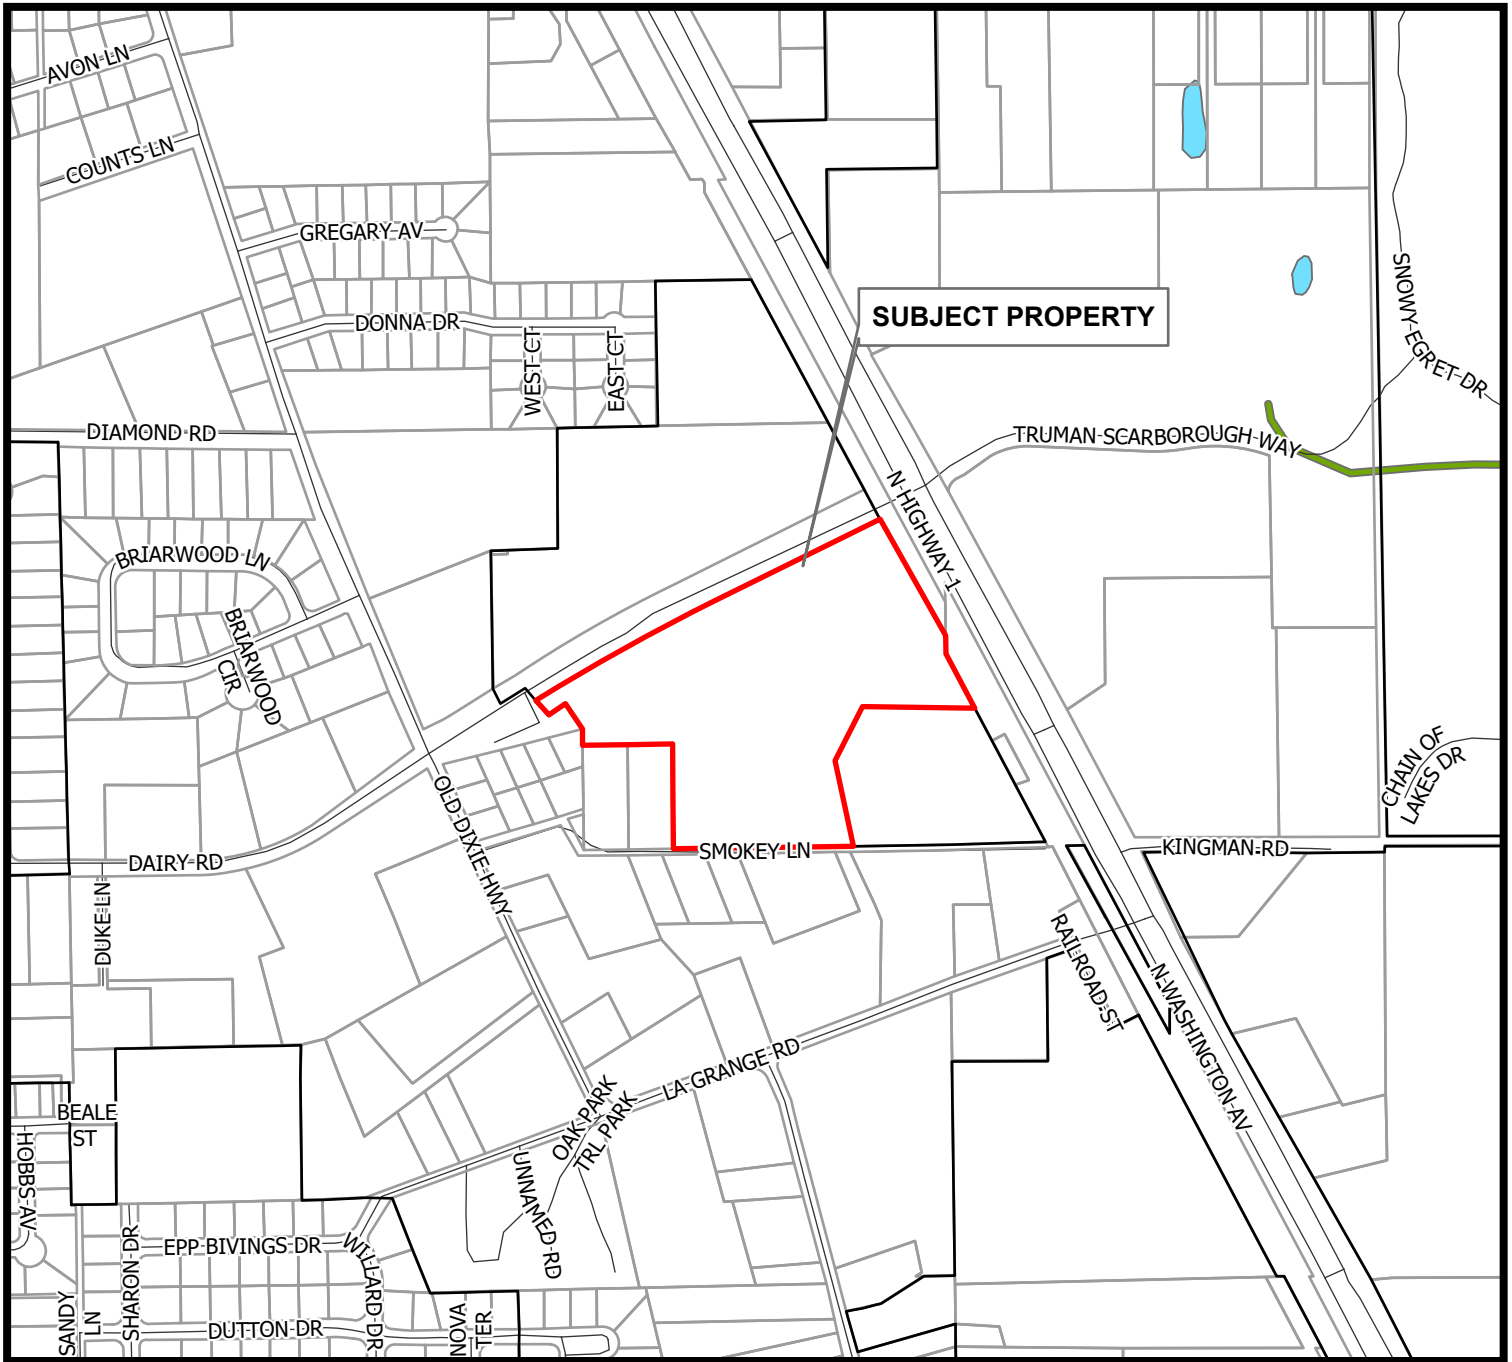 AVON LN
COUNTS LN
GREGARY AV
DONNA DR
WEST CT
EAST CT
SUBJECT PROPERTY
SNOWY EGRET DR
DIAMOND RD
TRUMAN SCARBOROUGH WAY
N HIGHWAY 1
BRIARWOOD LN
BRIARWOOD
CIR
CHAIN OF
LAKES DR
OLD DIXIE HWY
DAIRY RD
SMOKEY LN
KINGMAN RD
DUKE LN
RAILROAD ST
N WASHINGTON AV
LA GRANGE RD
OAK PARK
TRL PARK
BEALE
ST
HOBBS AV
UNNAMED RD
EPP BIVINGS DR
WILLARD DR
SHARON DR
SANDY
LN
DUTTON DR
NOVA
TER